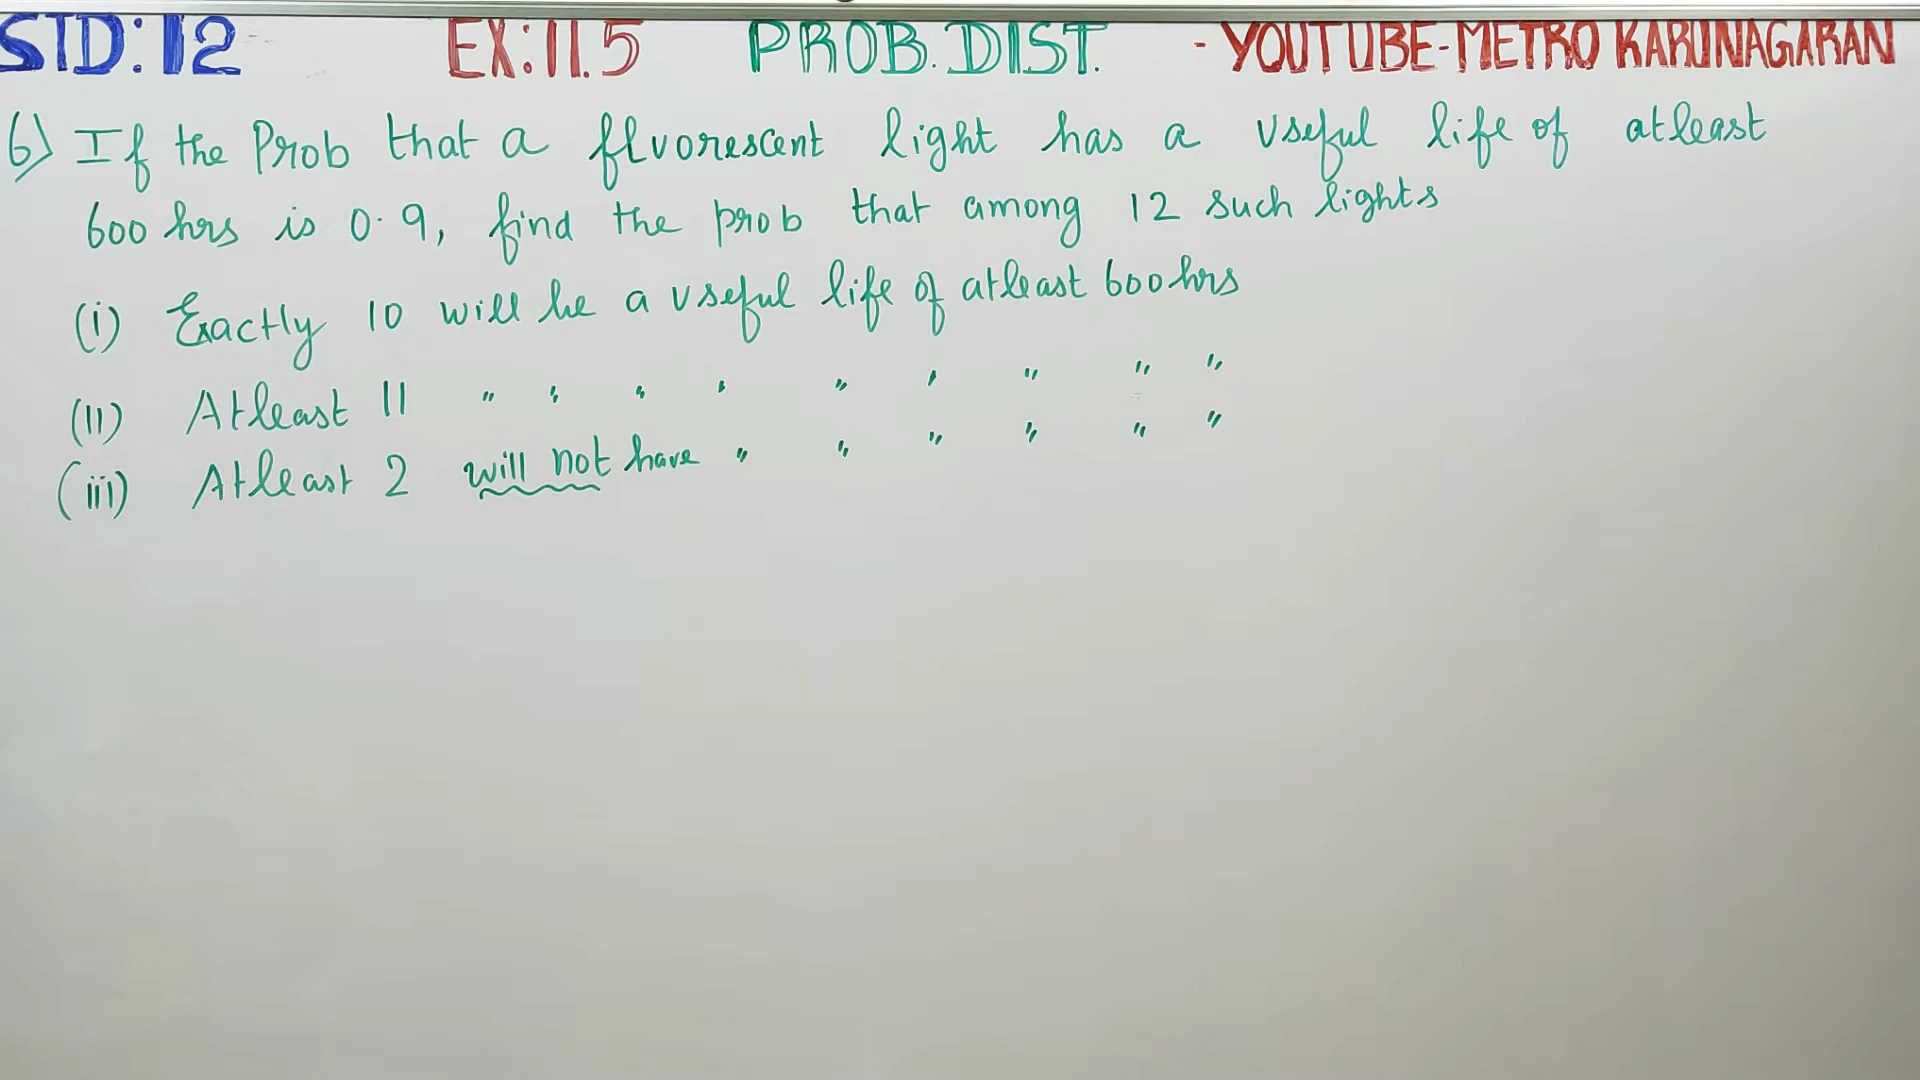 STD: 12 EX: 11.5 PROB. DIST. - YOUTUBE-METRO KARUNAGARAN
6) If the Prob that a fluorescent light has a useful life of atleast
600 hrs is 0.9, find the prob that among 12 such lights
(i) Exactly 10 will be a useful life of atleast 600 hrs
(ii) Atleast 11 " " " " " " " " "
(iii) Atleast 2 will not have " " " " " "